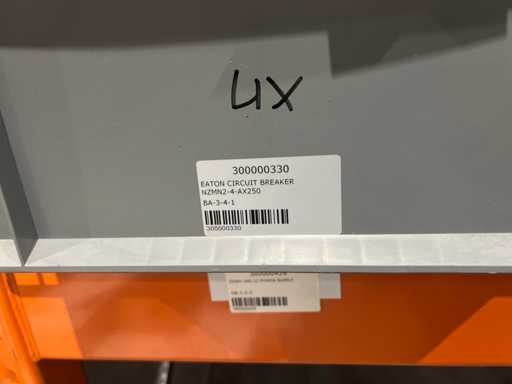 4X
300000330
EATON CIRCUIT BREAKER
NZMN2-4-AX250
BA-3-4-1
300000330